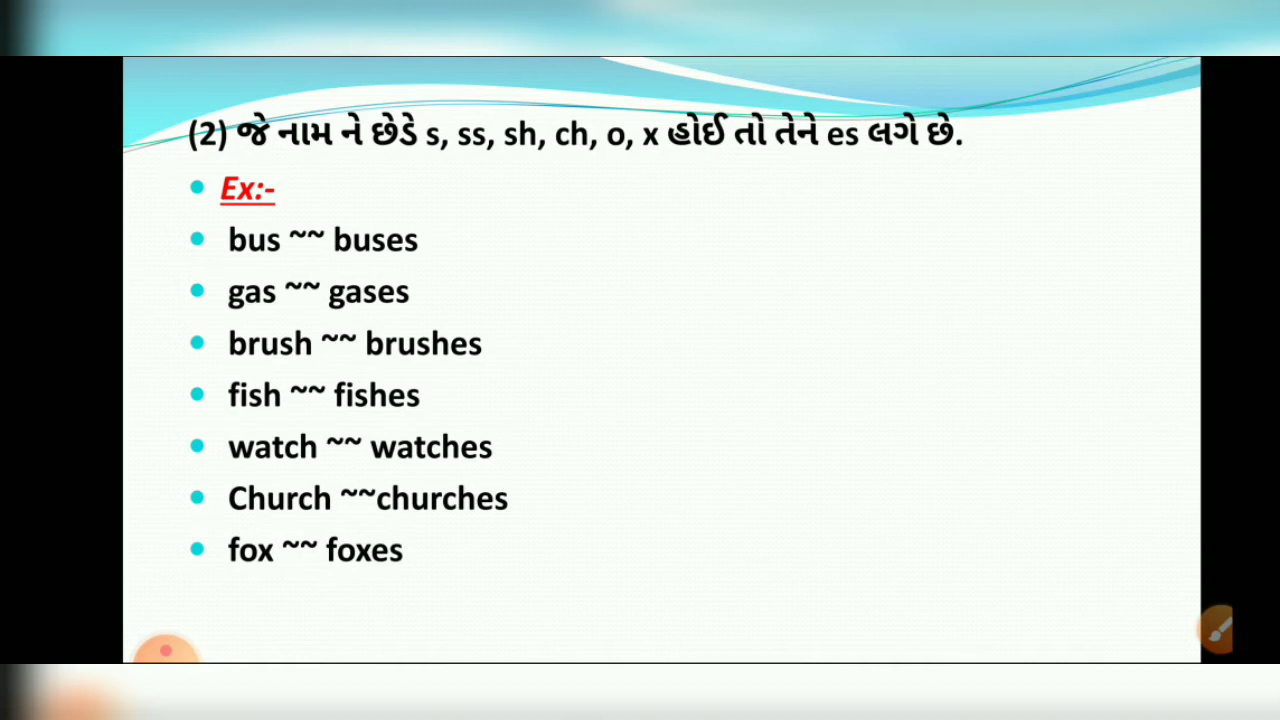 (2) જે નામ ને છેડે s, ss, sh, ch, o, x હોઈ તો તેને es લગે છે.
Ex:-
bus ~~ buses
gas ~~ gases
brush ~~ brushes
fish ~~ fishes
watch ~~ watches
Church ~~churches
fox ~~ foxes